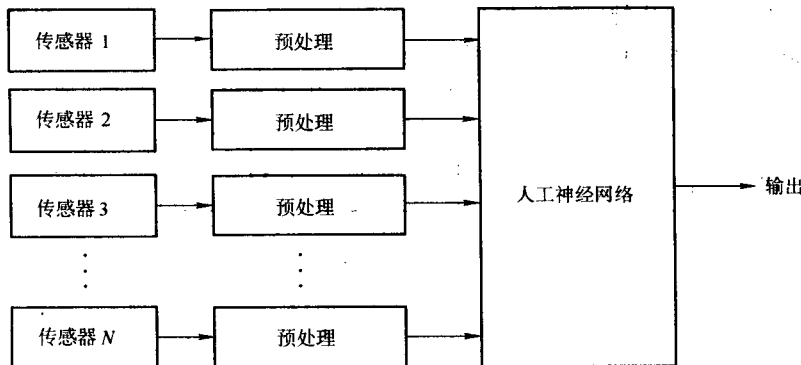 传感器 1
预处理
传感器 2
预处理
人工神经网络
输出
传感器 3
预处理
传感器 N
预处理